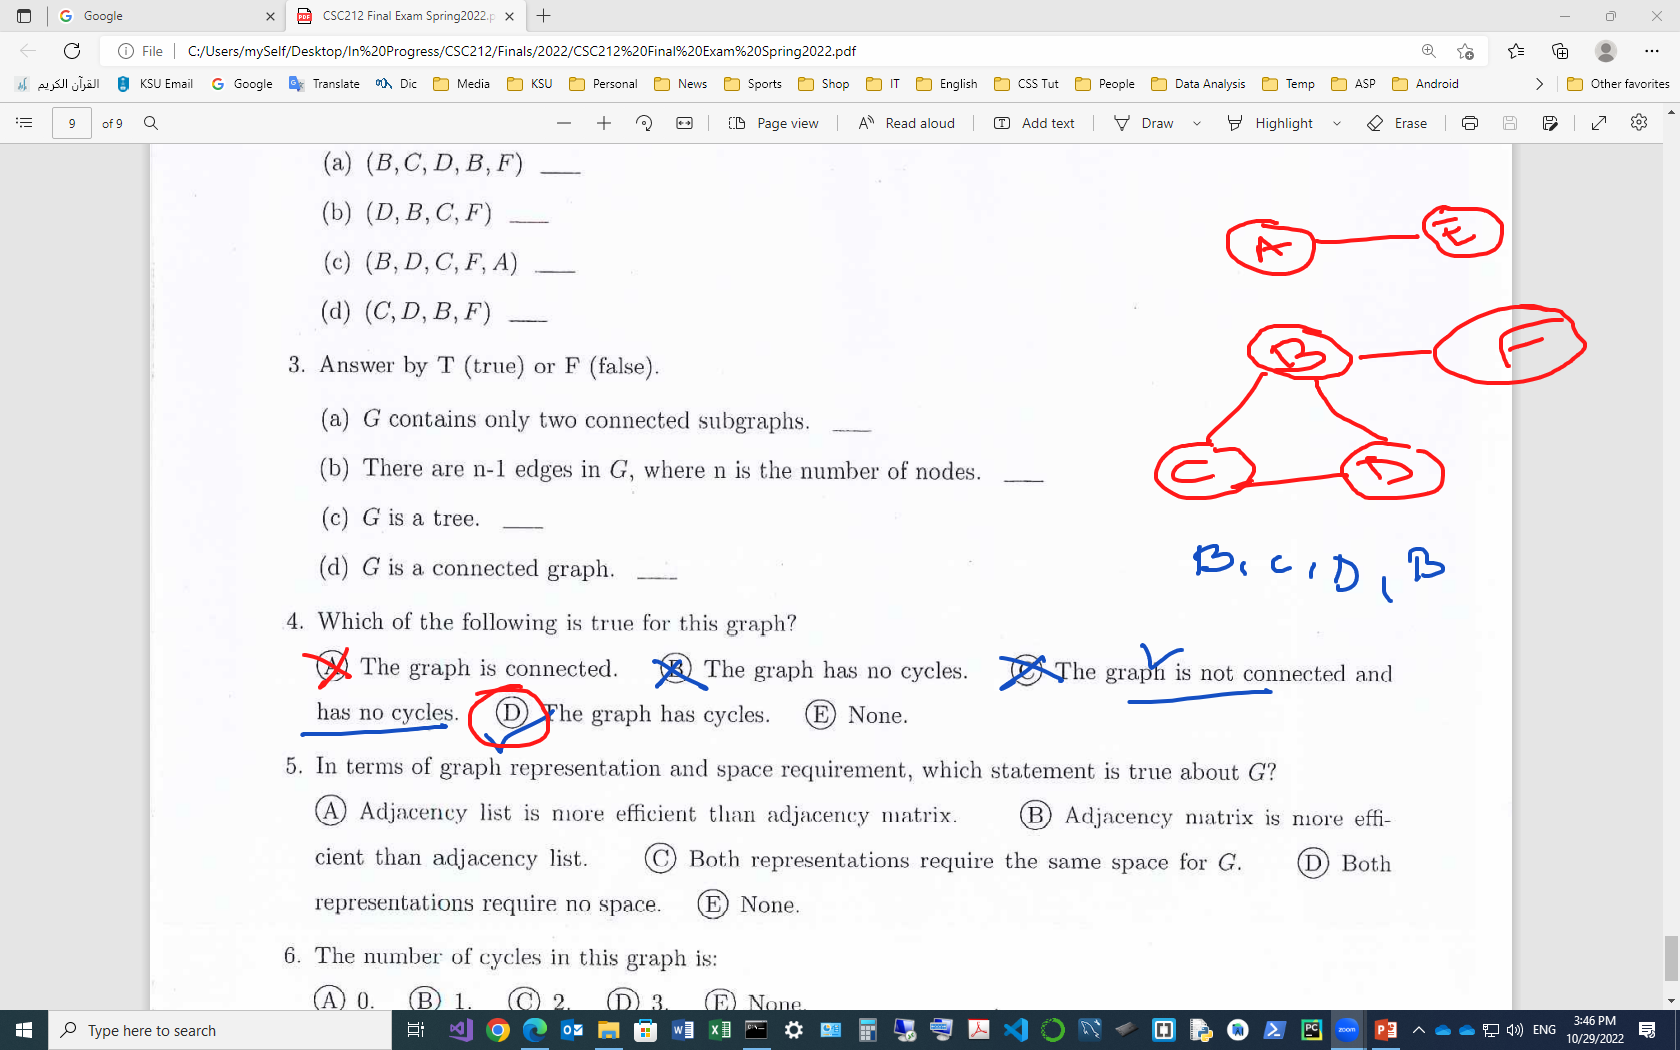 Google
CSC212 Final Exam Spring2022.p
File
C:/Users/mySelf/Desktop/In%20Progress/CSC212/Finals/2022/CSC212%20Final%20Exam%20Spring2022.pdf
القرآن الكريم KSU Email Google Translate Dic Media KSU Personal News Sports Shop IT English CSS Tut People Data Analysis Temp ASP Android Other favorites
9 of 9 Page view Read aloud Add text Draw Highlight Erase
(a) (B, C, D, B, F) ___
(b) (D, B, C, F) ___
(c) (B, D, C, F, A) ___
(d) (C, D, B, F) ___
3. Answer by T (true) or F (false).
(a) G contains only two connected subgraphs. ___
(b) There are n-1 edges in G, where n is the number of nodes. ___
(c) G is a tree. ___
(d) G is a connected graph. ___
A E
B F
C D
B, C, D, B
4. Which of the following is true for this graph?
A The graph is connected. B The graph has no cycles. C The graph is not connected and
has no cycles. D The graph has cycles. E None.
5. In terms of graph representation and space requirement, which statement is true about G?
A Adjacency list is more efficient than adjacency matrix. B Adjacency matrix is more effi-
cient than adjacency list. C Both representations require the same space for G. D Both
representations require no space. E None.
6. The number of cycles in this graph is:
A 0. B 1. C 2. D 3. E None.
Type here to search
ENG
3:46 PM
10/29/2022